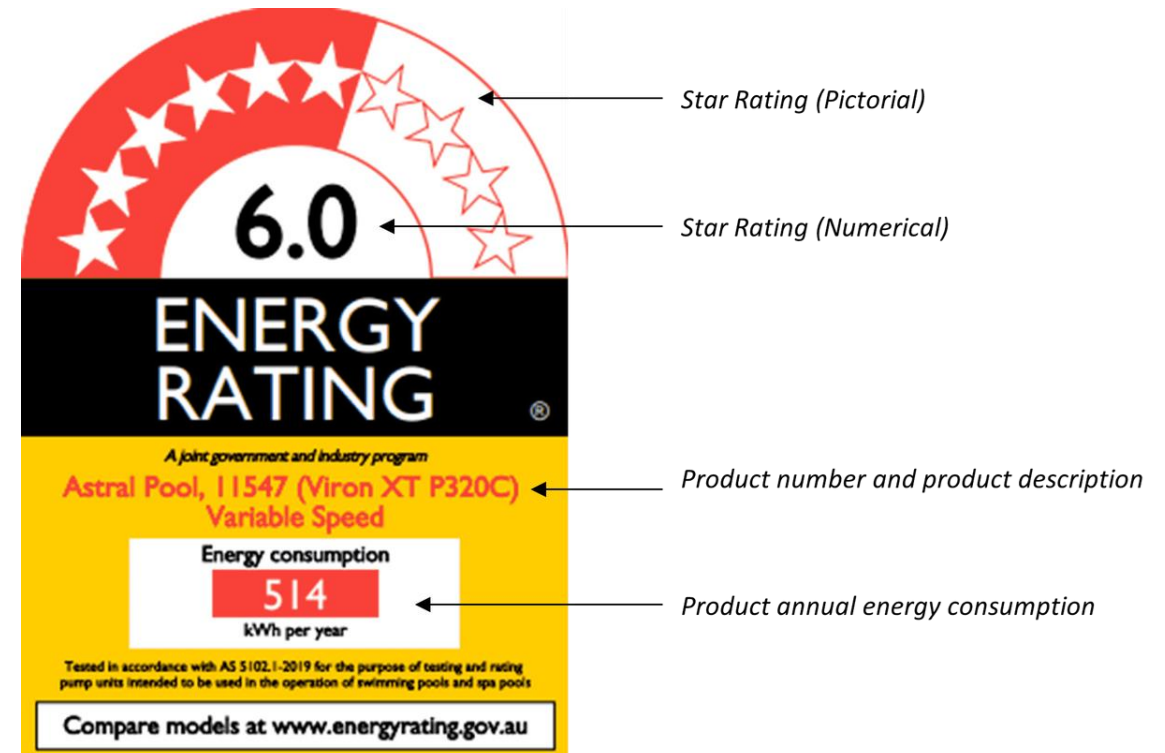 Star Rating (Pictorial)
6.0
Star Rating (Numerical)
ENERGY
RATING ®
A joint government and industry program
Astral Pool, 11547 (Viron XT P320C)
Variable Speed
Product number and product description
Energy consumption
514
kWh per year
Product annual energy consumption
Tested in accordance with AS 5102.1-2019 for the purpose of testing and rating
pump units intended to be used in the operation of swimming pools and spa pools
Compare models at www.energyrating.gov.au